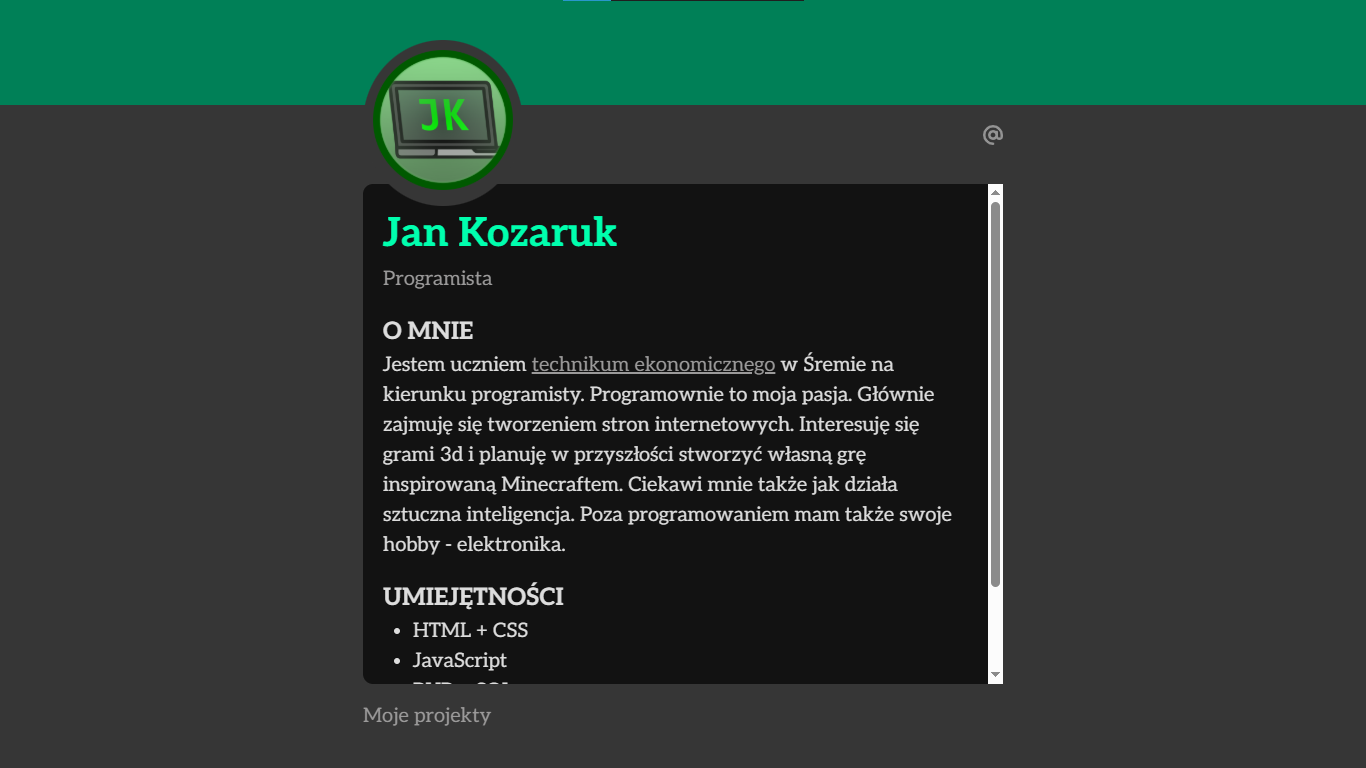 JK
@
Jan Kozaruk
Programista
O MNIE
Jestem uczniem technikum ekonomicznego w Śremie na
kierunku programisty. Programownie to moja pasja. Głównie
zajmuję się tworzeniem stron internetowych. Interesuję się
grami 3d i planuję w przyszłości stworzyć własną grę
inspirowaną Minecraftem. Ciekawi mnie także jak działa
sztuczna inteligencja. Poza programowaniem mam także swoje
hobby - elektronika.
UMIEJĘTNOŚCI
• HTML + CSS
• JavaScript
Moje projekty